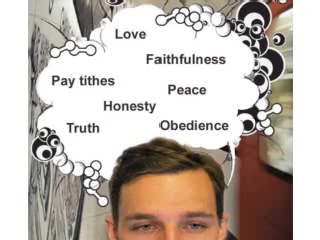 Love
Faithfulness
Pay tithes
Peace
Honesty
Truth
Obedience